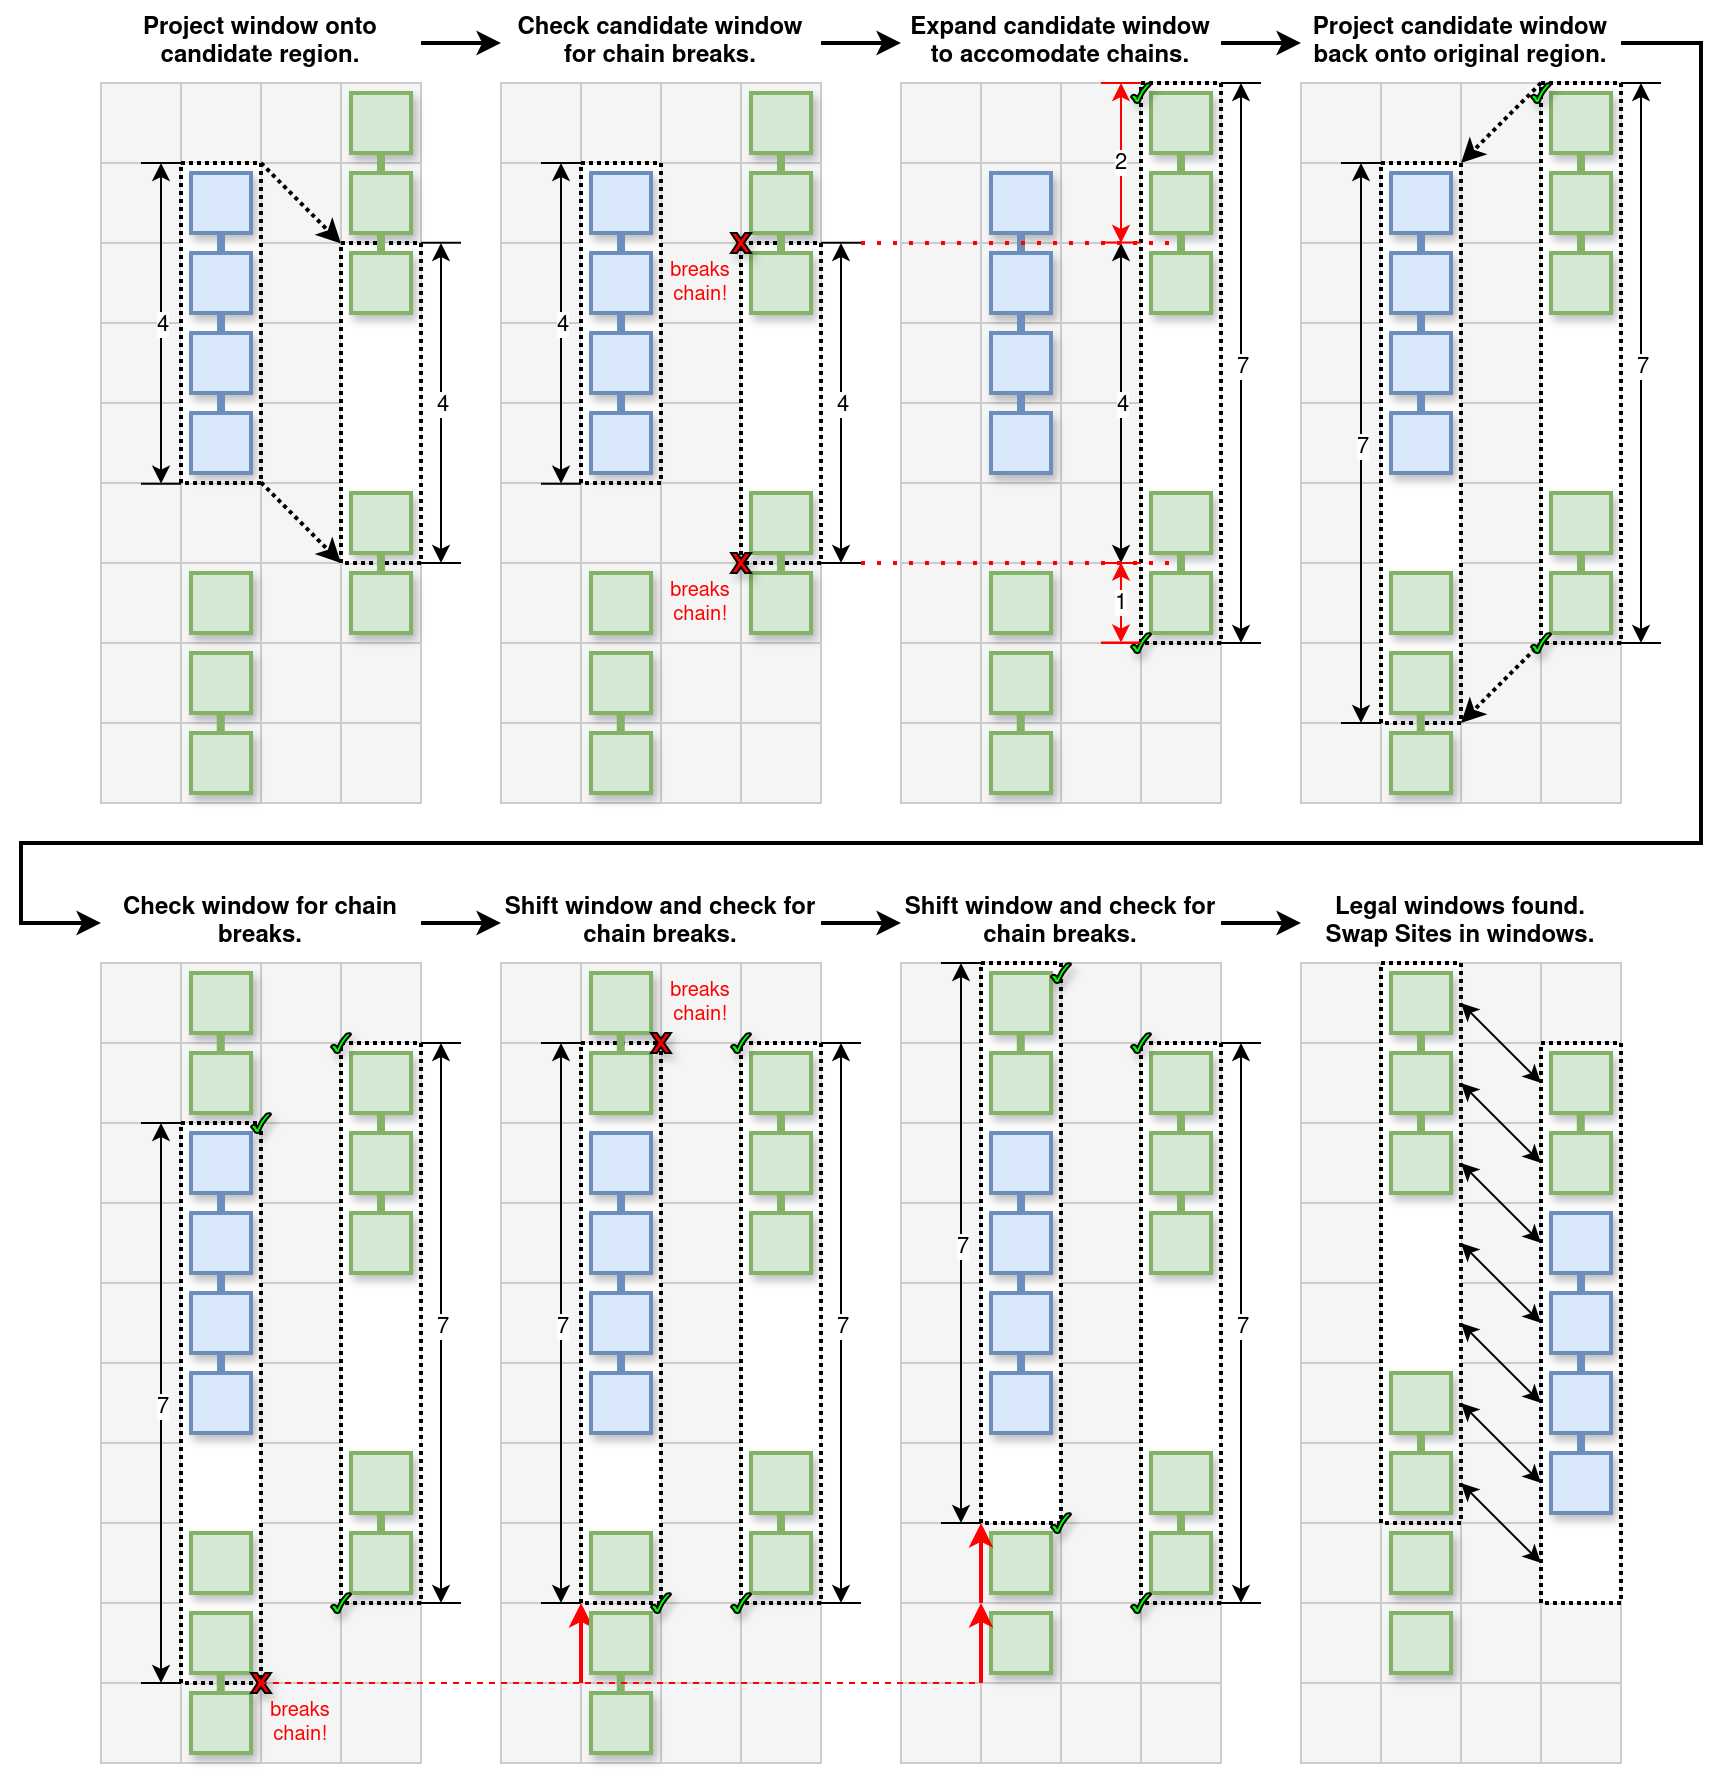 Project window onto
candidate region.
Check candidate window
for chain breaks.
Expand candidate window
to accomodate chains.
Project candidate window
back onto original region.
4
4
4
breaks
chain!
4
breaks
chain!
2
4
1
7
7
7
Check window for chain
breaks.
Shift window and check for
chain breaks.
Shift window and check for
chain breaks.
Legal windows found.
Swap Sites in windows.
7
7
breaks
chain!
breaks
chain!
7
7
7
7